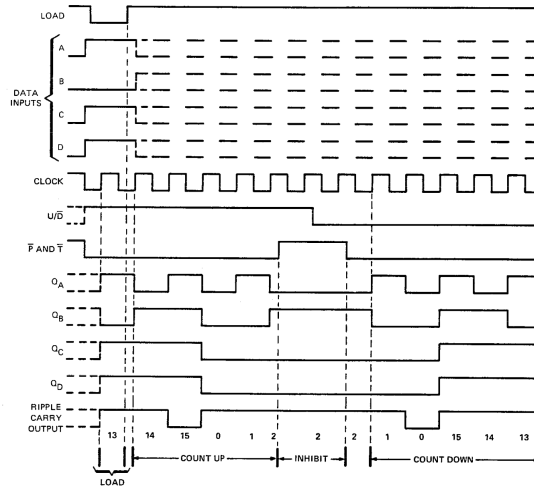 LOAD
A
B
DATA
INPUTS
C
D
CLOCK
U/D̅
P̅ AND T̅
QA
QB
QC
QD
RIPPLE
CARRY
OUTPUT
13 14 15 0 1 2 2 2 1 0 15 14 13
COUNT UP INHIBIT COUNT DOWN
LOAD